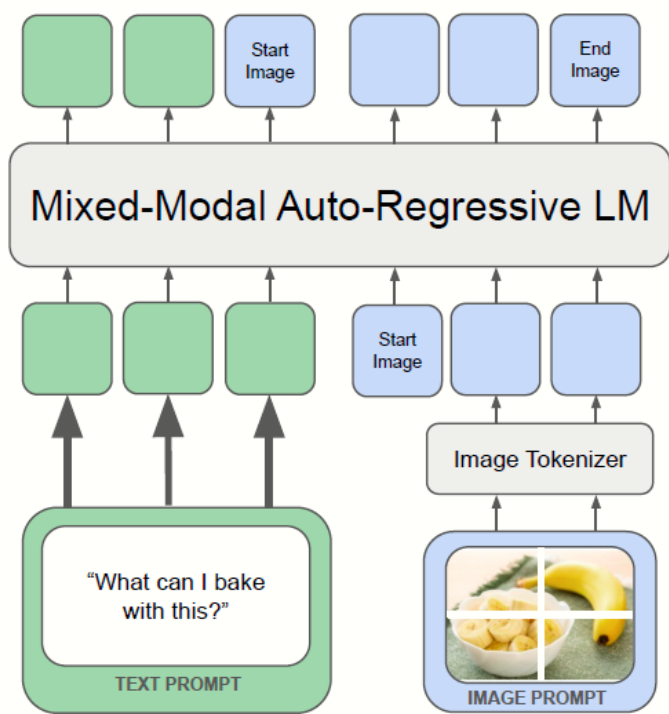 Start
Image
End
Image
Mixed-Modal Auto-Regressive LM
Start
Image
Image Tokenizer
“What can I bake
with this?”
TEXT PROMPT
IMAGE PROMPT